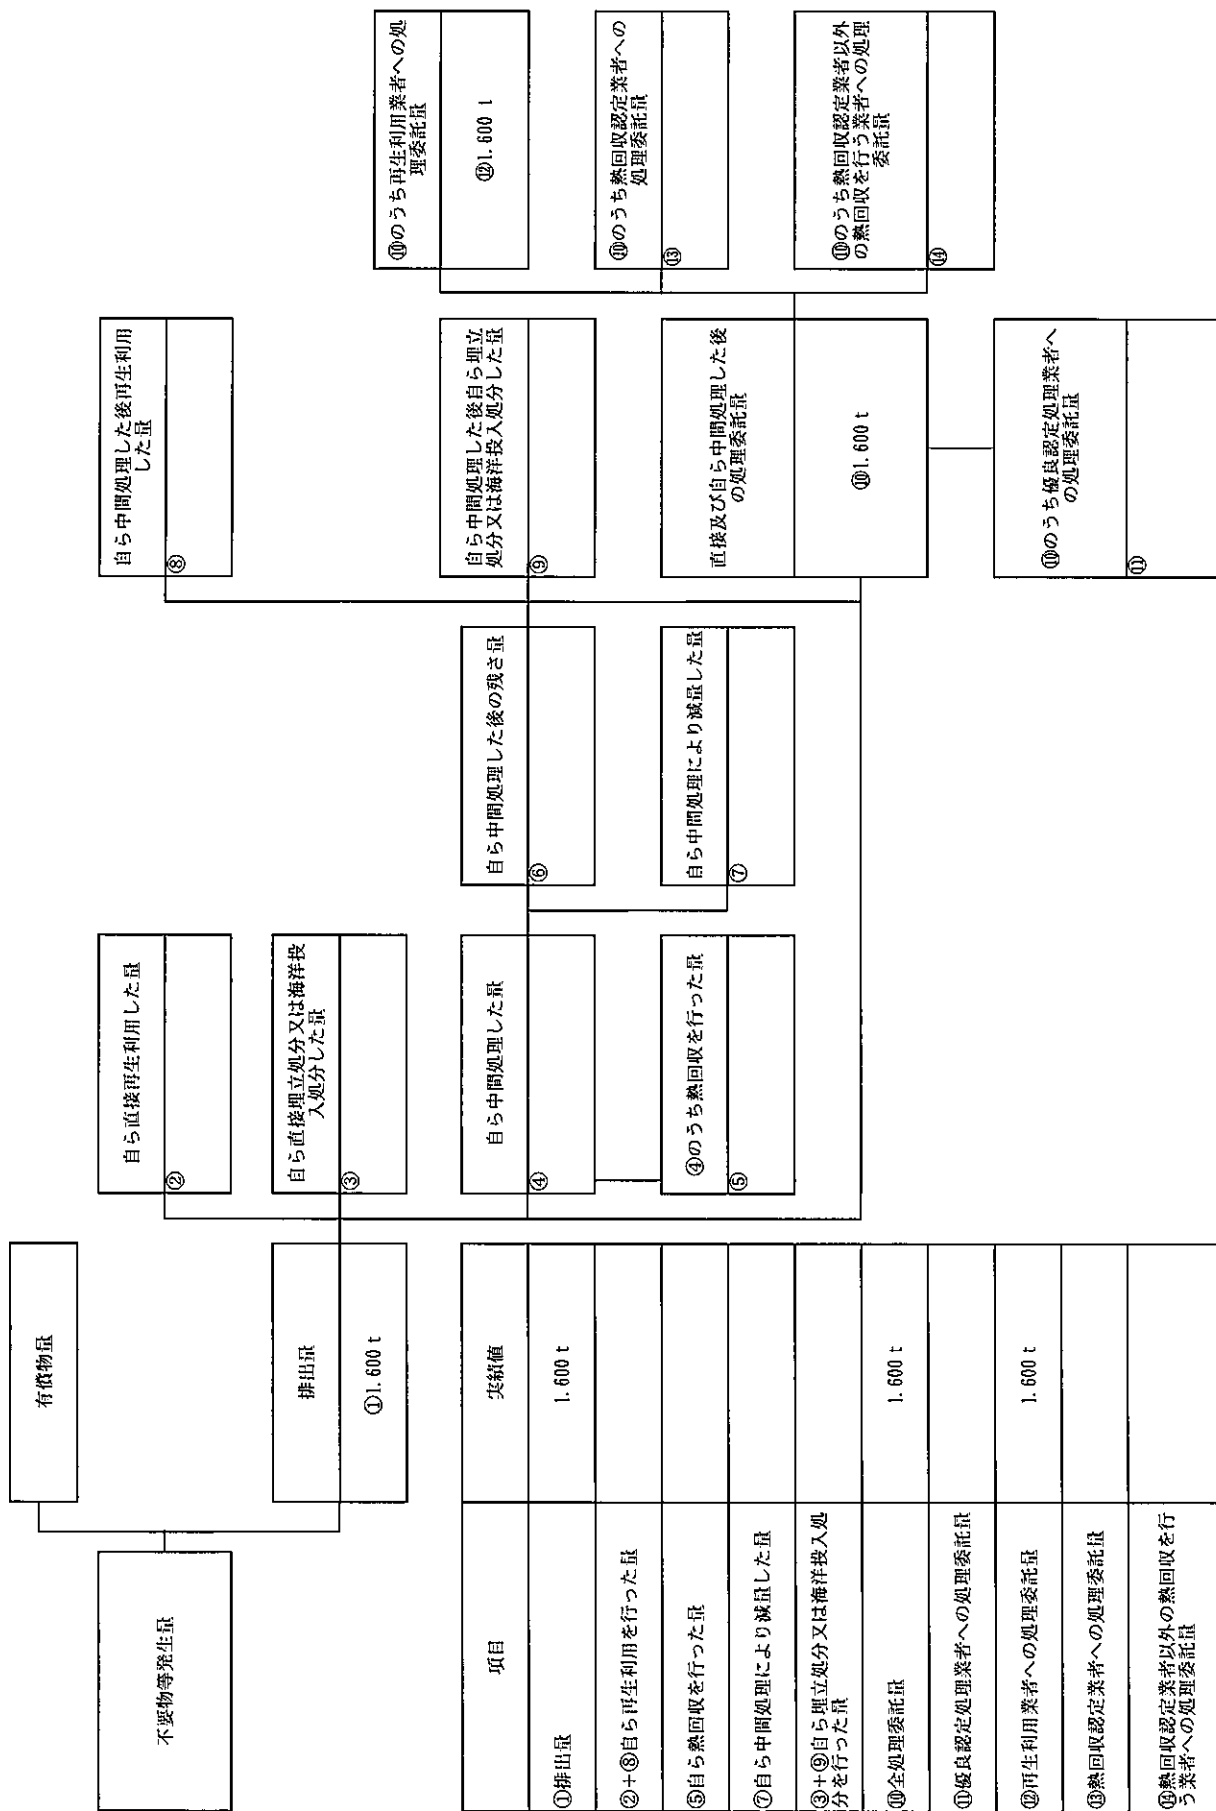 不要物等発生量
有償物量
排出量
①1.600 t
自ら直接再生利用した量
②
自ら直接埋立処分又は海洋投
入処分した量
③
自ら中間処理した量
④
④のうち熱回収を行った量
⑤
自ら中間処理した後の残さ量
⑥
自ら中間処理により減量した量
⑦
自ら中間処理した後再生利用
した量
⑧
自ら中間処理した後自ら埋立
処分又は海洋投入処分した量
⑨
直接及び自ら中間処理した後
の処理委託量
⑩1.600 t
⑩のうち優良認定処理業者へ
の処理委託量
⑪
⑩のうち再生利用業者への処
理委託量
⑫1.600 t
⑩のうち熱回収認定業者への
処理委託量
⑬
⑩のうち熱回収認定業者以外
の熱回収を行う業者への処理
委託量
⑭
項目 実績値
①排出量 1.600 t
②+⑧自ら再生利用を行った量
⑤自ら熱回収を行った量
⑦自ら中間処理により減量した量
③+⑨自ら埋立処分又は海洋投入処
分を行った量
⑩全処理委託量 1.600 t
⑪優良認定処理業者への処理委託量
⑫再生利用業者への処理委託量 1.600 t
⑬熱回収認定業者への処理委託量
⑭熱回収認定業者以外の熱回収を行
う業者への処理委託量